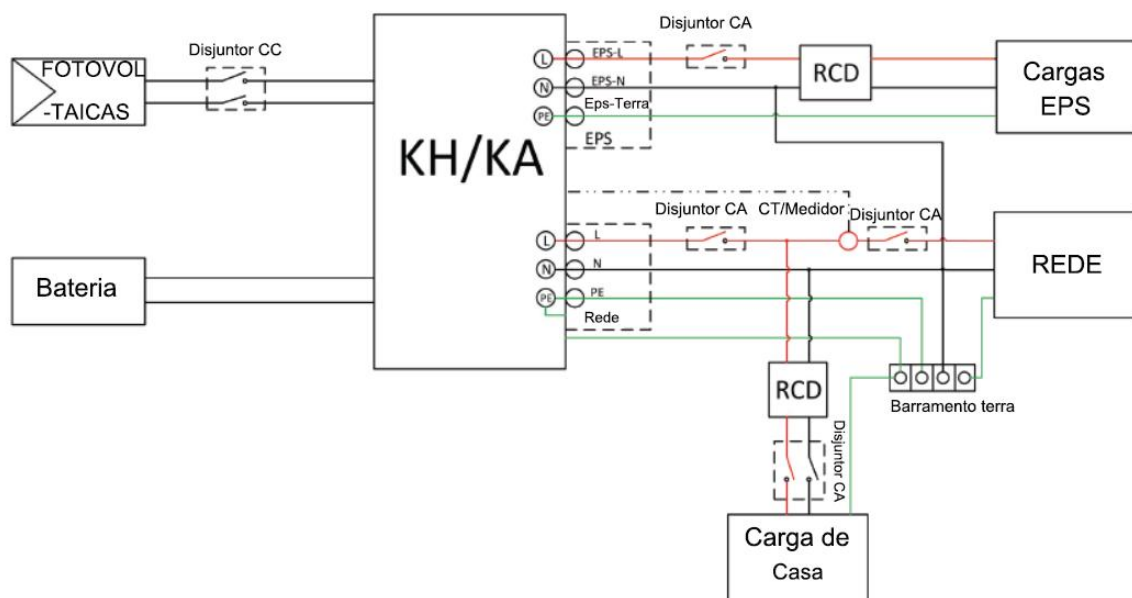 Disjuntor CC
FOTOVOL
-TAICAS
Bateria
KH/KA
L
EPS-L
N
EPS-N
PE
Eps-Terra
EPS
Disjuntor CA
RCD
Cargas
EPS
Disjuntor CA
CT/Medidor
Disjuntor CA
L
L
N
N
PE
PE
Rede
REDE
RCD
Barramento terra
Disjuntor CA
Carga de
Casa